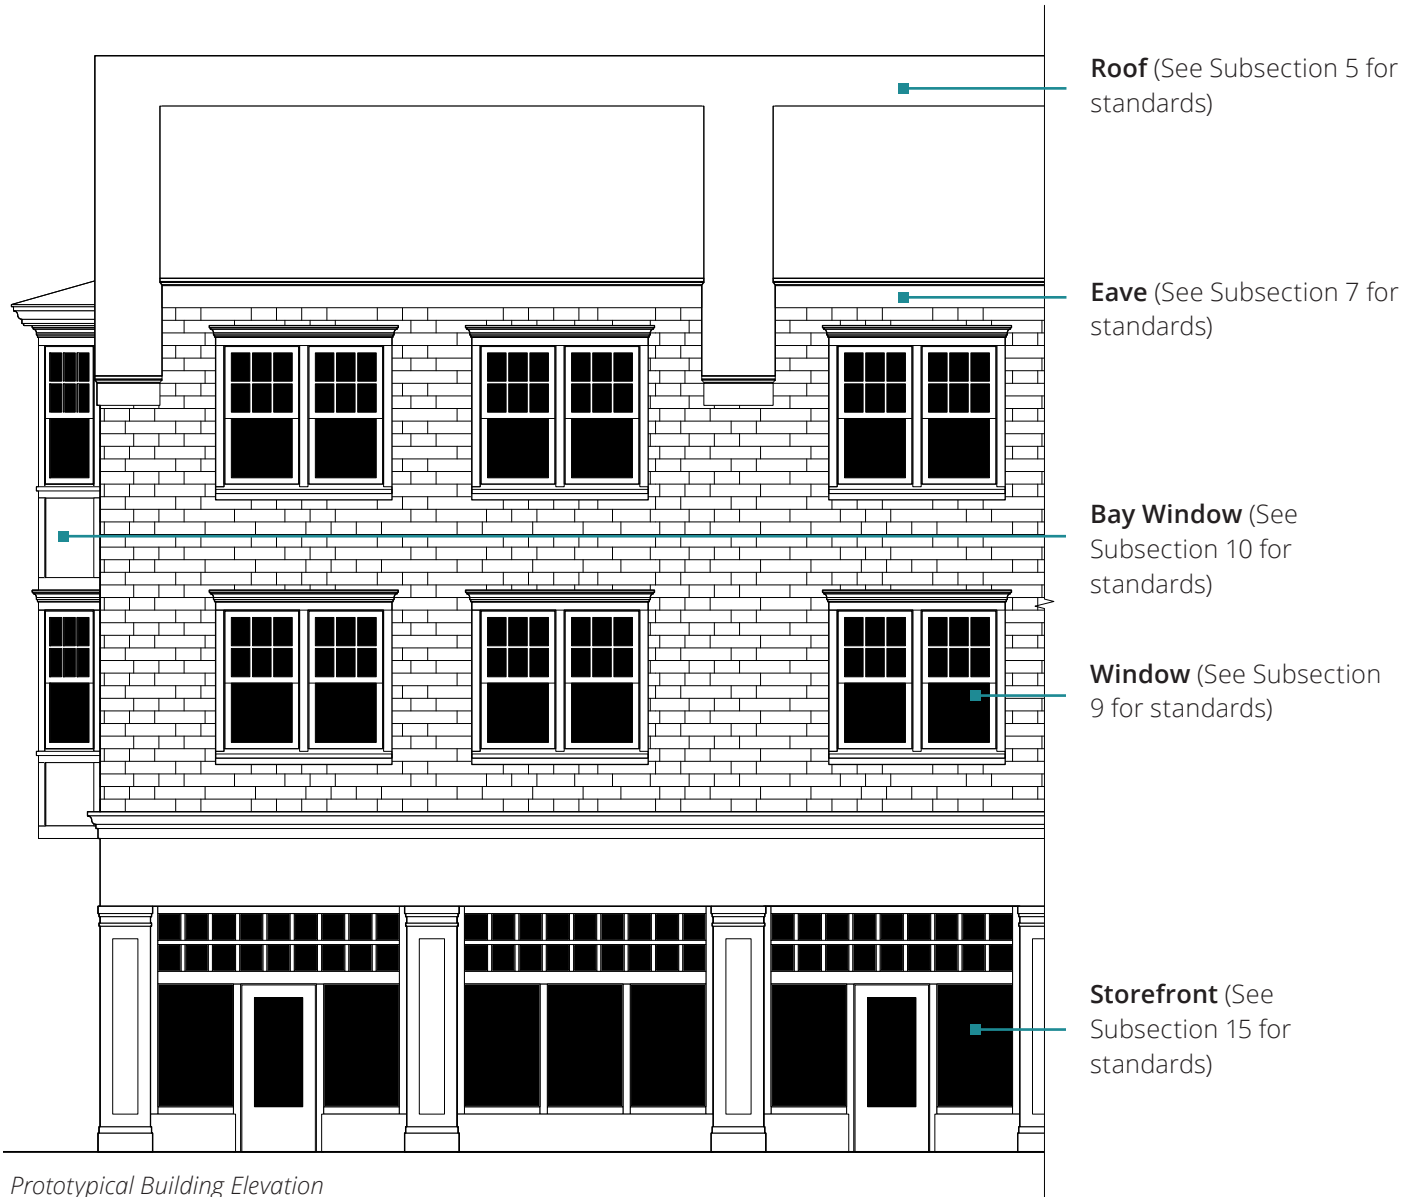 Roof (See Subsection 5 for
standards)
Eave (See Subsection 7 for
standards)
Bay Window (See
Subsection 10 for
standards)
Window (See Subsection
9 for standards)
Storefront (See
Subsection 15 for
standards)
Prototypical Building Elevation